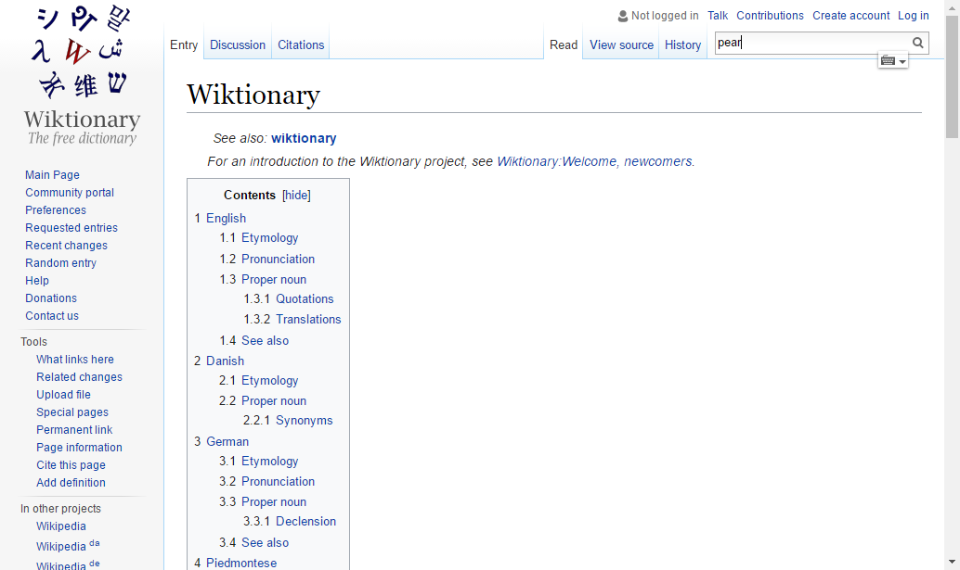 Wiktionary
The free dictionary
Not logged in Talk Contributions Create account Log in
Entry Discussion Citations Read View source History pear
Wiktionary
See also: wiktionary
For an introduction to the Wiktionary project, see Wiktionary:Welcome, newcomers.
Contents [hide]
1 English
1.1 Etymology
1.2 Pronunciation
1.3 Proper noun
1.3.1 Quotations
1.3.2 Translations
1.4 See also
2 Danish
2.1 Etymology
2.2 Proper noun
2.2.1 Synonyms
3 German
3.1 Etymology
3.2 Pronunciation
3.3 Proper noun
3.3.1 Declension
3.4 See also
4 Piedmontese
Main Page
Community portal
Preferences
Requested entries
Recent changes
Random entry
Help
Donations
Contact us
Tools
What links here
Related changes
Upload file
Special pages
Permanent link
Page information
Cite this page
Add definition
In other projects
Wikipedia
Wikipedia da
Wikipedia de